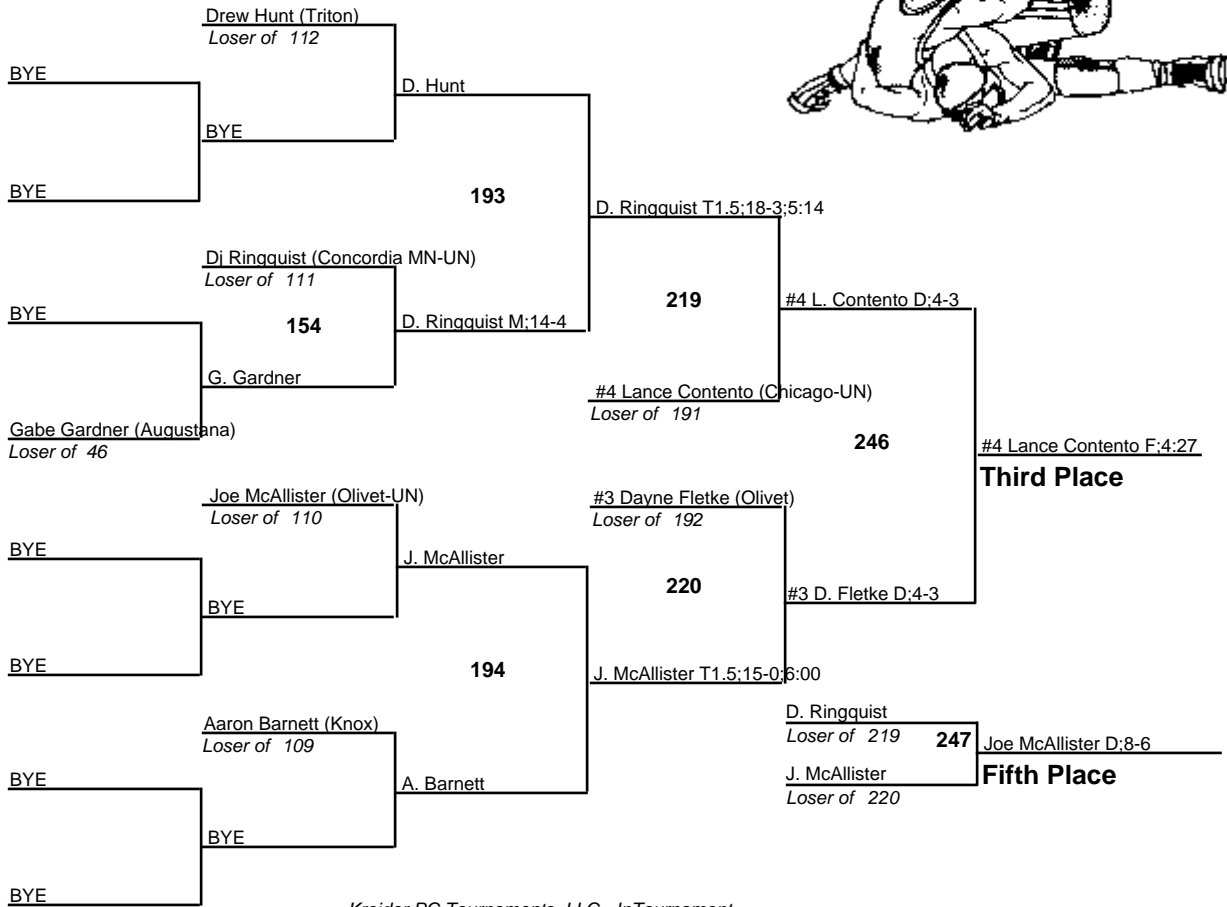 Drew Hunt (Triton)
Loser of 112
BYE
D. Hunt
BYE
BYE
193
D. Ringquist T1.5;18-3;5:14
Dj Ringquist (Concordia MN-UN)
Loser of 111
219
#4 L. Contento D;4-3
BYE
154
D. Ringquist M;14-4
G. Gardner
#4 Lance Contento (Chicago-UN)
Loser of 191
Gabe Gardner (Augustana)
Loser of 46
246
#4 Lance Contento F;4:27
Third Place
Joe McAllister (Olivet-UN)
Loser of 110
#3 Dayne Fletke (Olivet)
Loser of 192
BYE
J. McAllister
220
#3 D. Fletke D;4-3
BYE
BYE
194
J. McAllister T1.5;15-0;6:00
Aaron Barnett (Knox)
Loser of 109
D. Ringquist
Loser of 219
247
Joe McAllister D;8-6
Fifth Place
BYE
A. Barnett
J. McAllister
Loser of 220
BYE
BYE
Kreider PC Tournaments, LLC - InTournament